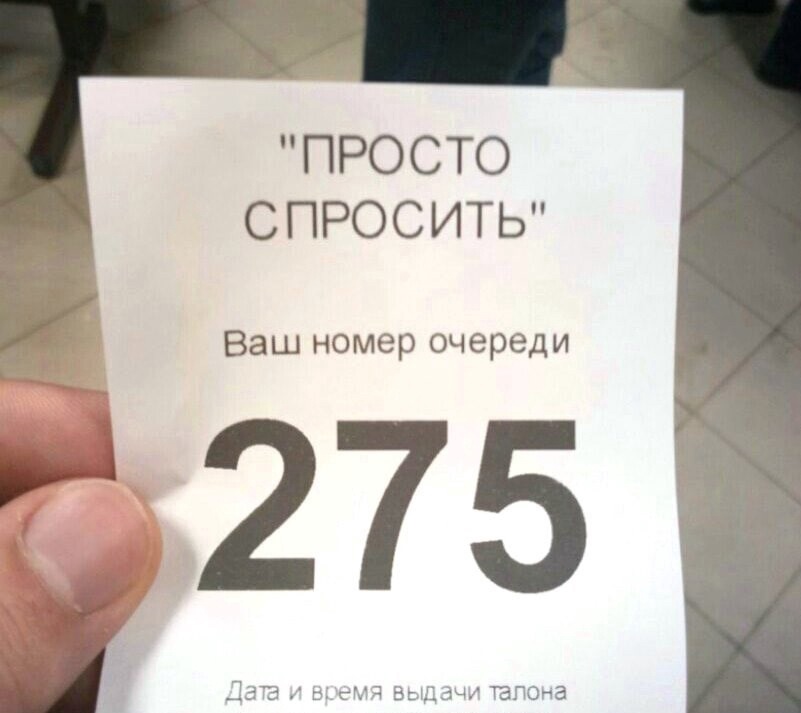 "ПРОСТО
СПРОСИТЬ"
Ваш номер очереди
275
Дата и время выдачи талона